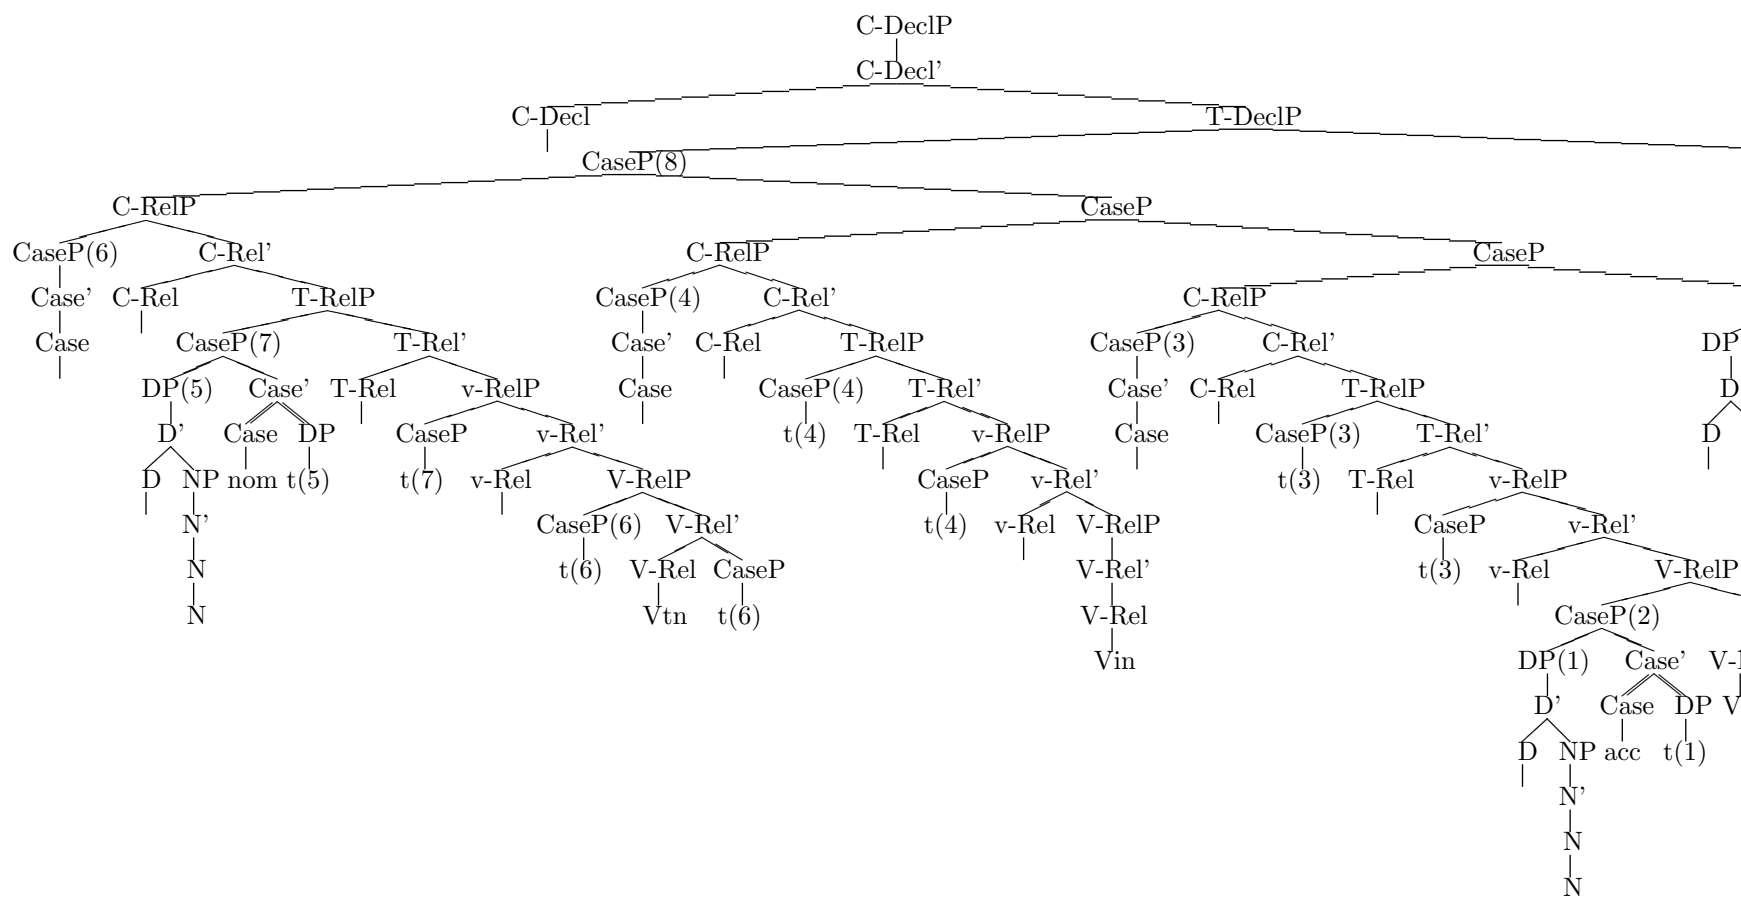 C-DeclP
C-Decl'
C-Decl T-DeclP
CaseP(8)
C-RelP CaseP
CaseP(6) C-Rel' C-RelP CaseP
Case' C-Rel T-RelP CaseP(4) C-Rel' C-RelP
Case CaseP(7) T-Rel' Case' C-Rel T-RelP CaseP(3) C-Rel' DP
DP(5) Case' T-Rel v-RelP Case CaseP(4) T-Rel' Case' C-Rel T-RelP D
D' Case DP CaseP v-Rel' t(4) T-Rel v-RelP Case CaseP(3) T-Rel' D
D NP nom t(5) t(7) v-Rel V-RelP CaseP v-Rel' t(3) T-Rel v-RelP
N' CaseP(6) V-Rel' t(4) v-Rel V-RelP CaseP v-Rel'
N t(6) V-Rel CaseP V-Rel' t(3) v-Rel V-RelP
N Vtn t(6) V-Rel CaseP(2)
Vin DP(1) Case'
D' Case DP V
D NP acc t(1)
N'
N
N